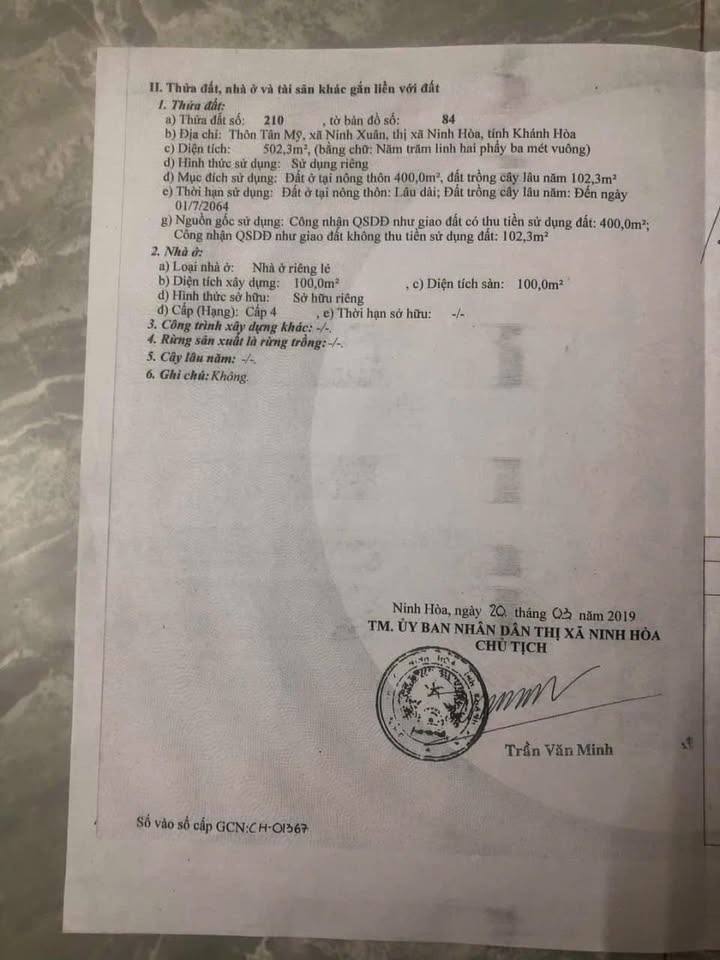 II. Thửa đất, nhà ở và tài sản khác gắn liền với đất
1. Thửa đất:
a) Thửa đất số: 210 , tờ bản đồ số: 84
b) Địa chỉ: Thôn Tân Mỹ, xã Ninh Xuân, thị xã Ninh Hòa, tỉnh Khánh Hòa
c) Diện tích: 502,3m², (bằng chữ: Năm trăm linh hai phẩy ba mét vuông)
d) Hình thức sử dụng: Sử dụng riêng
đ) Mục đích sử dụng: Đất ở tại nông thôn 400,0m², đất trồng cây lâu năm 102,3m²
e) Thời hạn sử dụng: Đất ở tại nông thôn: Lâu dài; Đất trồng cây lâu năm: Đến ngày
01/7/2064
g) Nguồn gốc sử dụng: Công nhận QSDĐ như giao đất có thu tiền sử dụng đất: 400,0m²;
Công nhận QSDĐ như giao đất không thu tiền sử dụng đất: 102,3m²
2. Nhà ở:
a) Loại nhà ở: Nhà ở riêng lẻ
b) Diện tích xây dựng: 100,0m² , c) Diện tích sàn: 100,0m²
d) Hình thức sở hữu: Sở hữu riêng
đ) Cấp (Hạng): Cấp 4 , e) Thời hạn sở hữu: -/-
3. Công trình xây dựng khác: -/-.
4. Rừng sản xuất là rừng trồng: -/-.
5. Cây lâu năm: -/-.
6. Ghi chú: Không.
Ninh Hòa, ngày 20 tháng 03 năm 2019
TM. ỦY BAN NHÂN DÂN THỊ XÃ NINH HÒA
CHỦ TỊCH
Trần Văn Minh
Số vào sổ cấp GCN: CH-01367